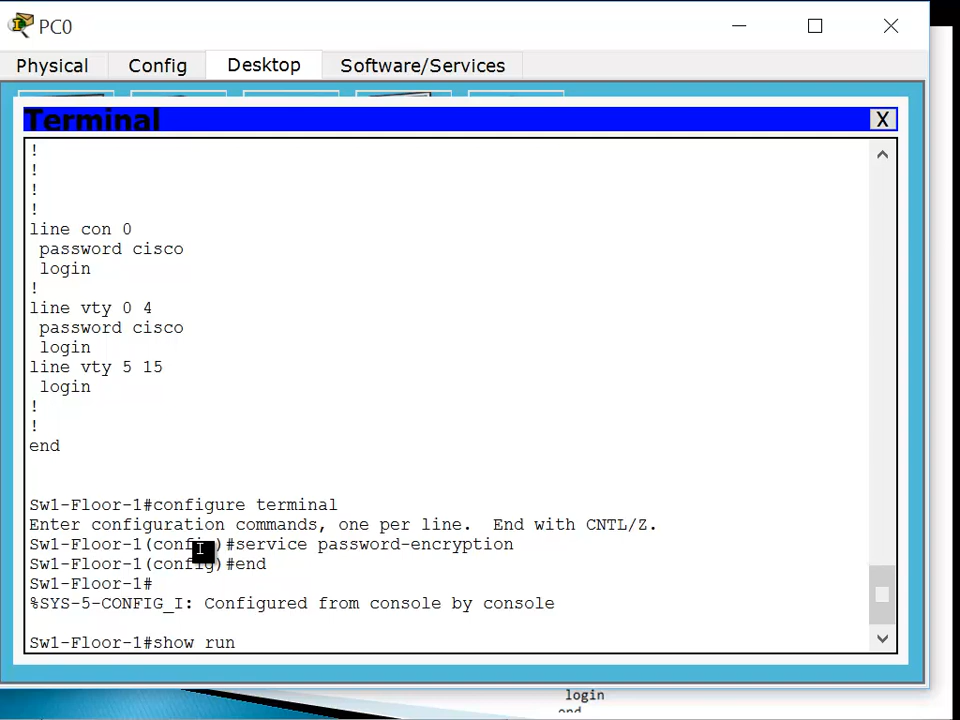 PC0
Physical Config Desktop Software/Services
Terminal X
!
!
!
!
line con 0
 password cisco
 login
!
line vty 0 4
 password cisco
 login
line vty 5 15
 login
!
!
end
Sw1-Floor-1#configure terminal
Enter configuration commands, one per line.  End with CNTL/Z.
Sw1-Floor-1(config)#service password-encryption
Sw1-Floor-1(config)#end
Sw1-Floor-1#
%SYS-5-CONFIG_I: Configured from console by console
Sw1-Floor-1#show run
login
end